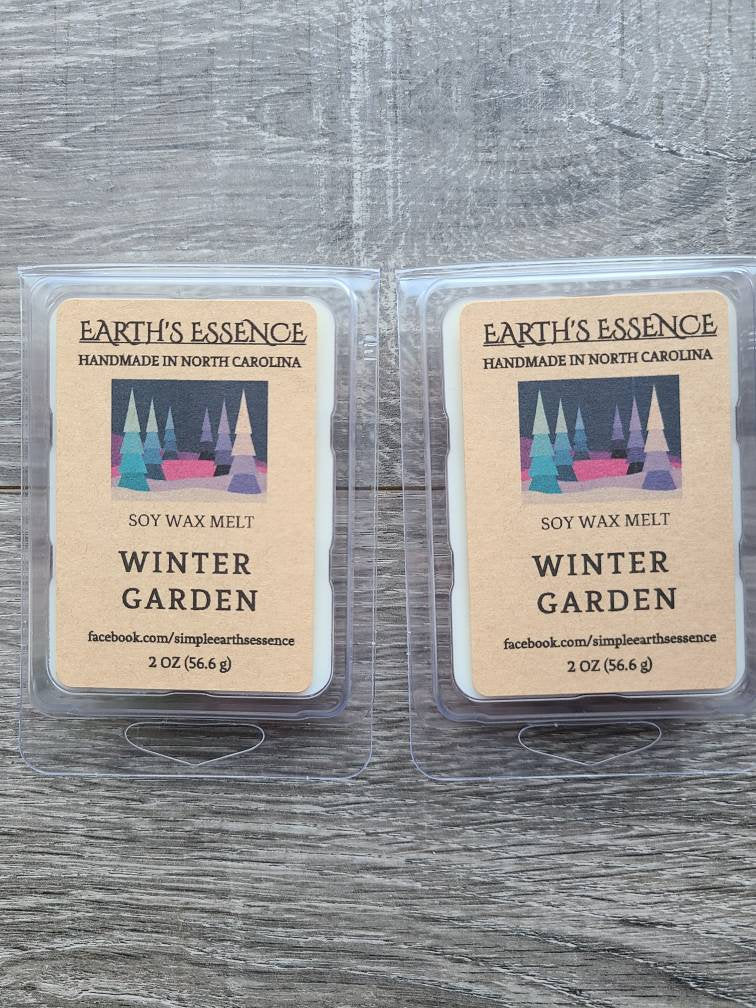 EARTH'S ESSENCE
HANDMADE IN NORTH CAROLINA
SOY WAX MELT
WINTER
GARDEN
facebook.com/simpleearthsessence
2 OZ (56.6 g)
EARTH'S ESSENCE
HANDMADE IN NORTH CAROLINA
SOY WAX MELT
WINTER
GARDEN
facebook.com/simpleearthsessence
2 OZ (56.6 g)